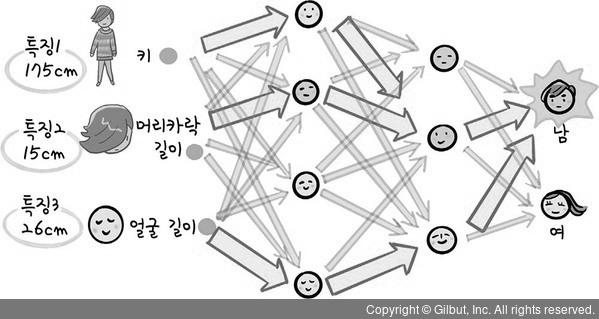 특징1
175cm
키
특징2
15cm
머리카락
길이
특징3
26cm
얼굴 길이
남
여
Copyright © Gilbut, Inc. All rights reserved.